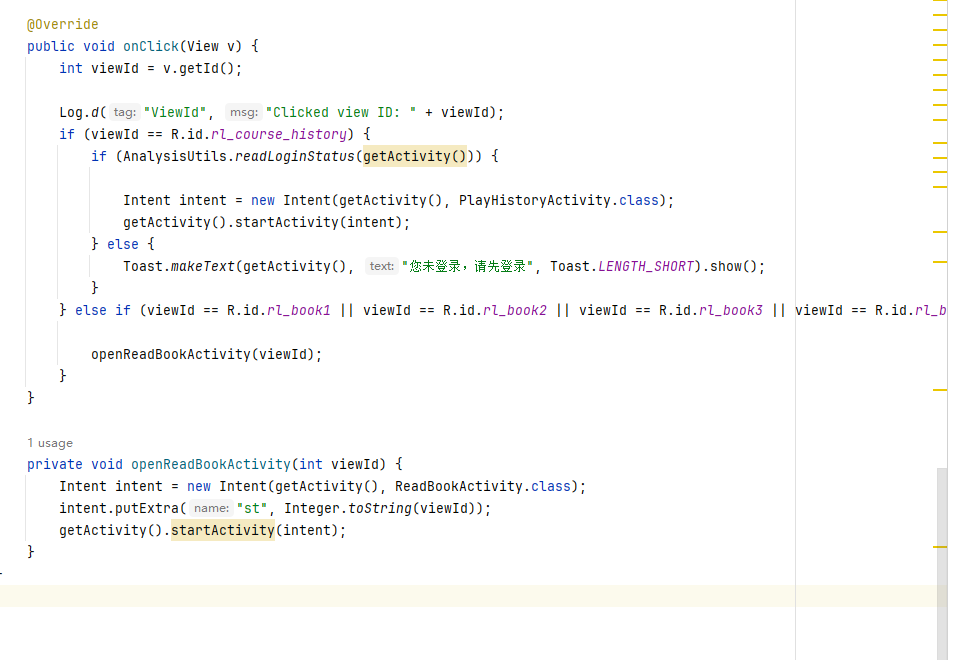 @Override
public void onClick(View v) {
int viewId = v.getId();
Log.d( tag: "ViewId", msg: "Clicked view ID: " + viewId);
if (viewId == R.id.rl_course_history) {
if (AnalysisUtils.readLoginStatus(getActivity())) {
Intent intent = new Intent(getActivity(), PlayHistoryActivity.class);
getActivity().startActivity(intent);
} else {
Toast.makeText(getActivity(), text: "您未登录，请先登录", Toast.LENGTH_SHORT).show();
}
} else if (viewId == R.id.rl_book1 || viewId == R.id.rl_book2 || viewId == R.id.rl_book3 || viewId == R.id.rl_b
openReadBookActivity(viewId);
}
}
1 usage
private void openReadBookActivity(int viewId) {
Intent intent = new Intent(getActivity(), ReadBookActivity.class);
intent.putExtra( name: "st", Integer.toString(viewId));
getActivity().startActivity(intent);
}